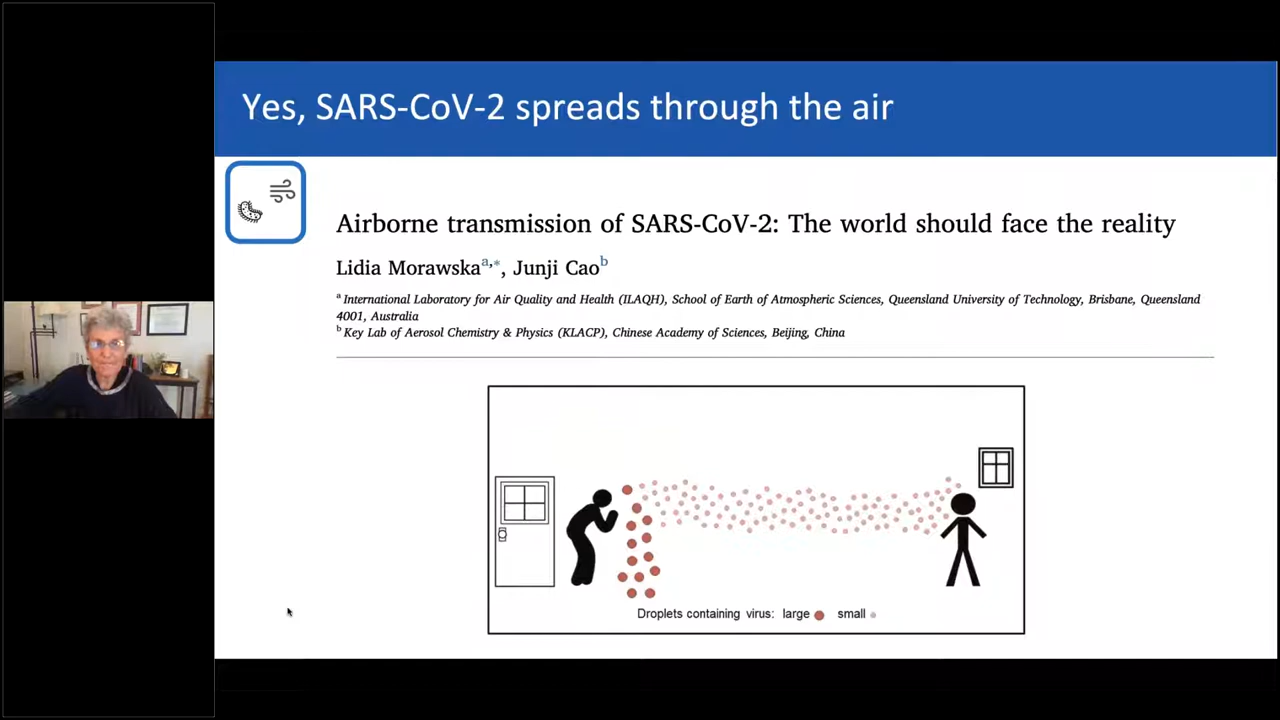 Yes, SARS-CoV-2 spreads through the air
Airborne transmission of SARS-CoV-2: The world should face the reality
Lidia Morawska a,*, Junji Cao b
a International Laboratory for Air Quality and Health (ILAQH), School of Earth of Atmospheric Sciences, Queensland University of Technology, Brisbane, Queensland
4001, Australia
b Key Lab of Aerosol Chemistry & Physics (KLACP), Chinese Academy of Sciences, Beijing, China
Droplets containing virus: large small